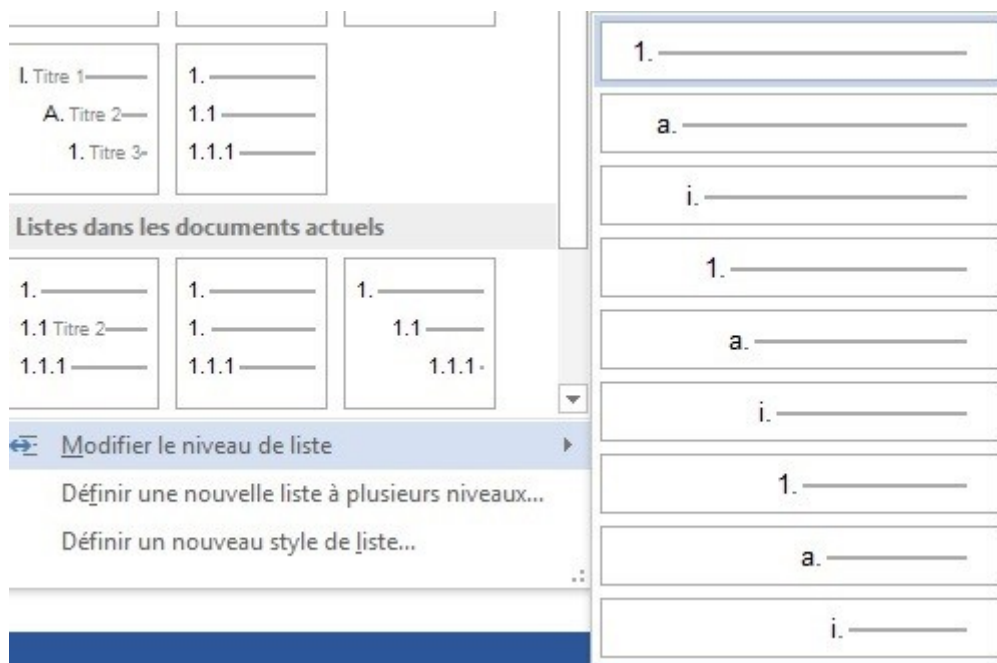 I. Titre 1
A. Titre 2
1. Titre 3
1.
1.1
1.1.1
Listes dans les documents actuels
1.
1.1 Titre 2
1.1.1
1.
1.
1.1.1
1.
1.1
1.1.1
Modifier le niveau de liste
Définir une nouvelle liste à plusieurs niveaux...
Définir un nouveau style de liste...
1.
a.
i.
1.
a.
i.
1.
a.
i.